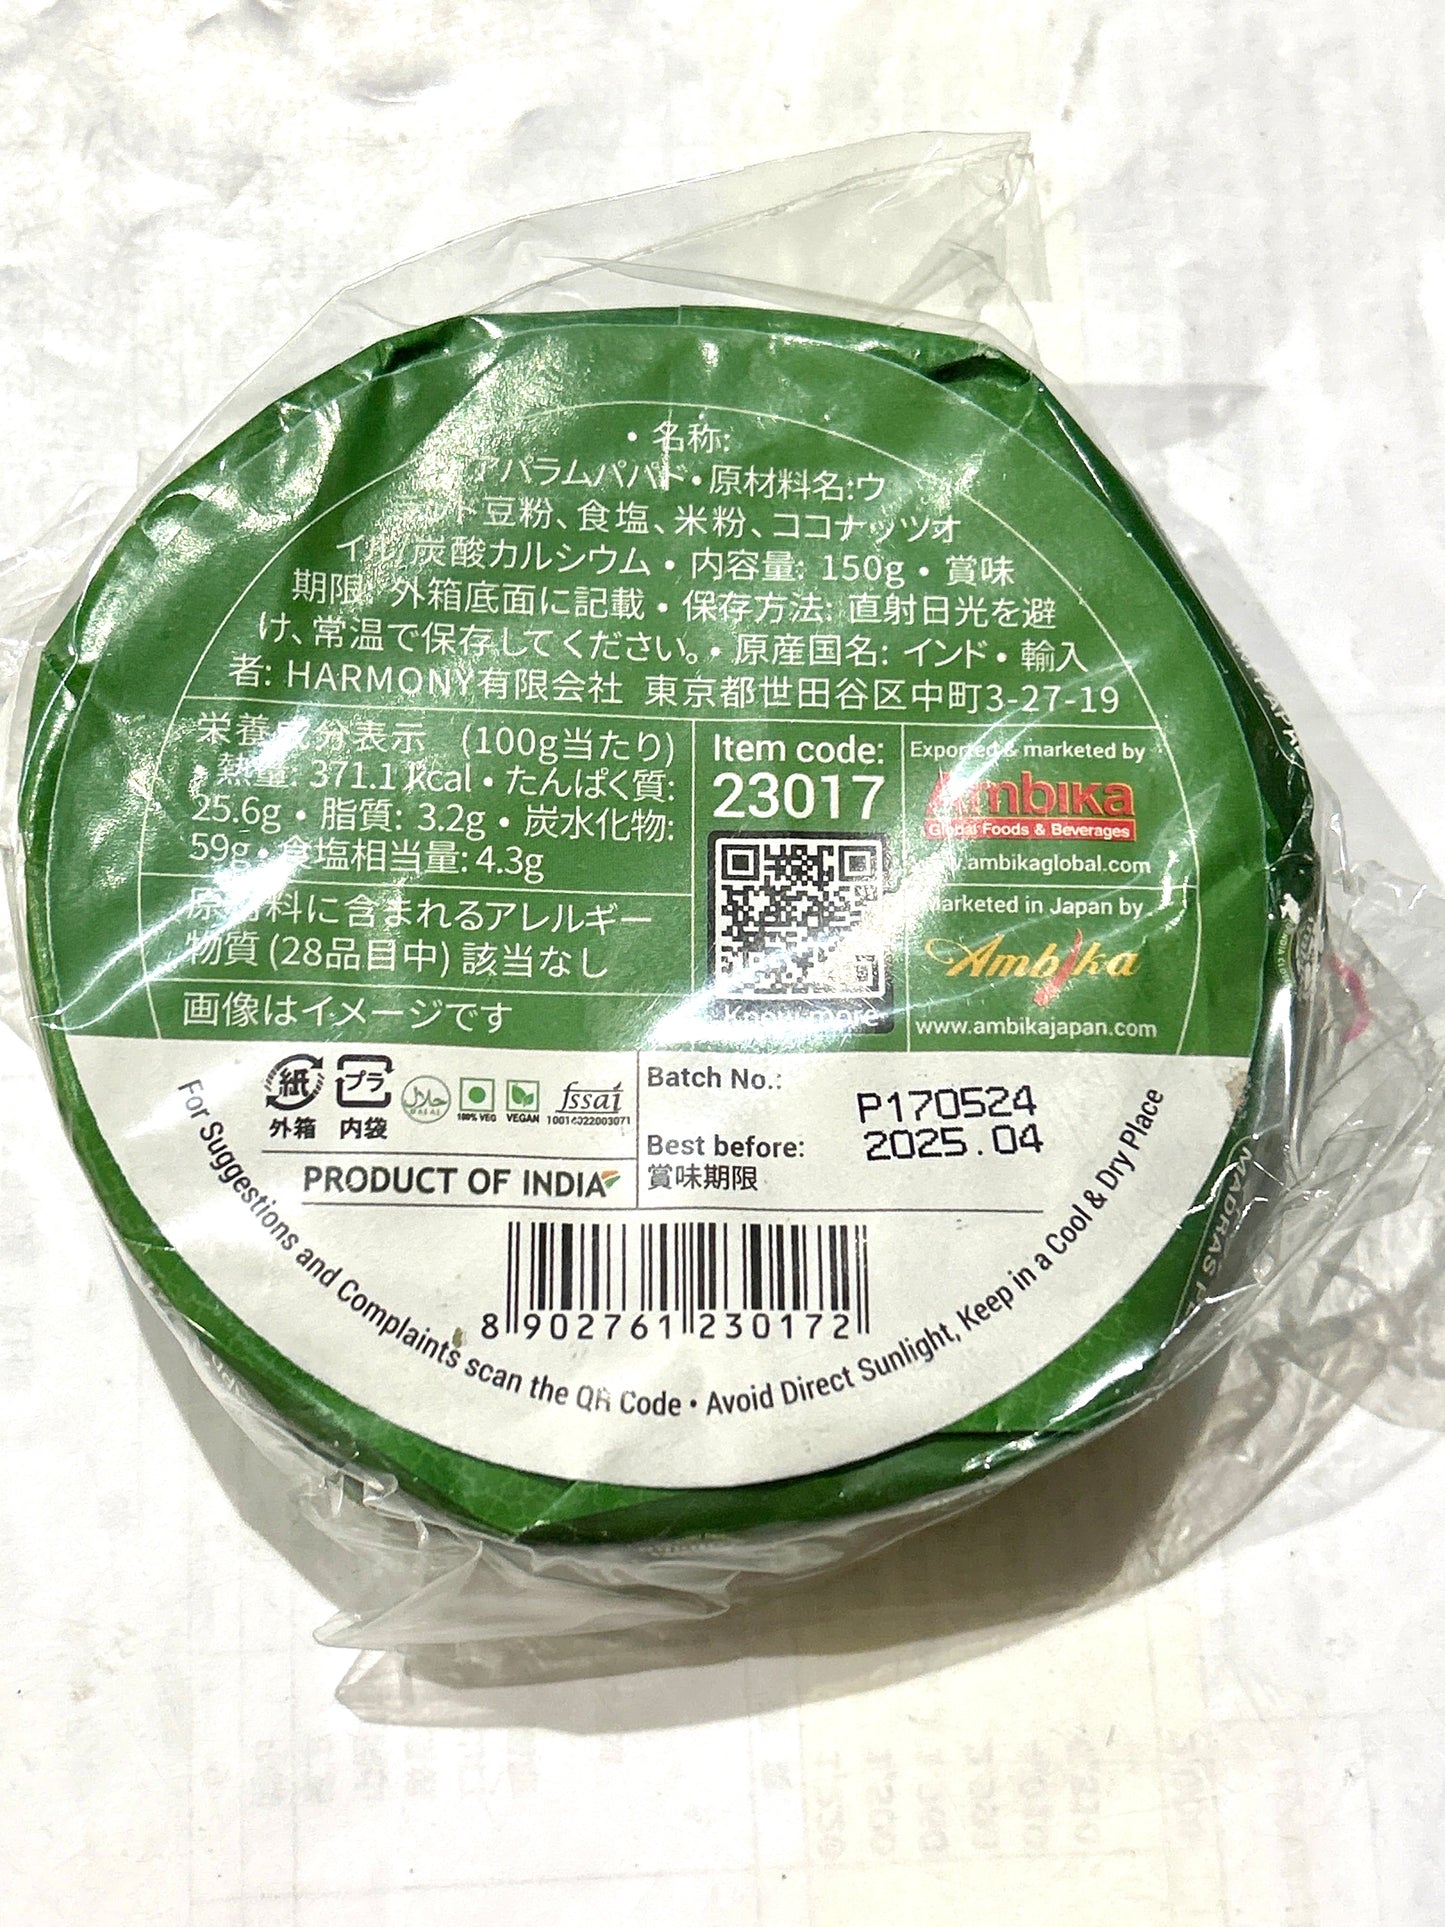 • 名称:
アパラムパパド • 原材料名:ウ
ド豆粉、食塩、米粉、ココナッツオ
イル/炭酸カルシウム • 内容量: 150g • 賞味
期限: 外箱底面に記載 • 保存方法: 直射日光を避
け、常温で保存してください。• 原産国名: インド • 輸入
者: HARMONY有限会社 東京都世田谷区中町3-27-19
栄養成分表示 (100g当たり)
• 熱量: 371.1 kcal • たんぱく質:
25.6g • 脂質: 3.2g • 炭水化物:
59g • 食塩相当量: 4.3g
原材料に含まれるアレルギー
物質 (28品目中) 該当なし
画像はイメージです
Item code:
23017
Know more
Exported & marketed by
Ambika
Global Foods & Beverages
www.ambikaglobal.com
Marketed in Japan by
Ambika
www.ambikajapan.com
紙
外箱
プラ
内袋
حلال
HALAL
100% VEG
VEGAN
fssai
10014022003071
PRODUCT OF INDIA
Batch No.:
P170524
Best before:
2025.04
賞味期限
8 902761 230172
For Suggestions and Complaints scan the QR Code • Avoid Direct Sunlight, Keep in a Cool & Dry Place
MADRAS